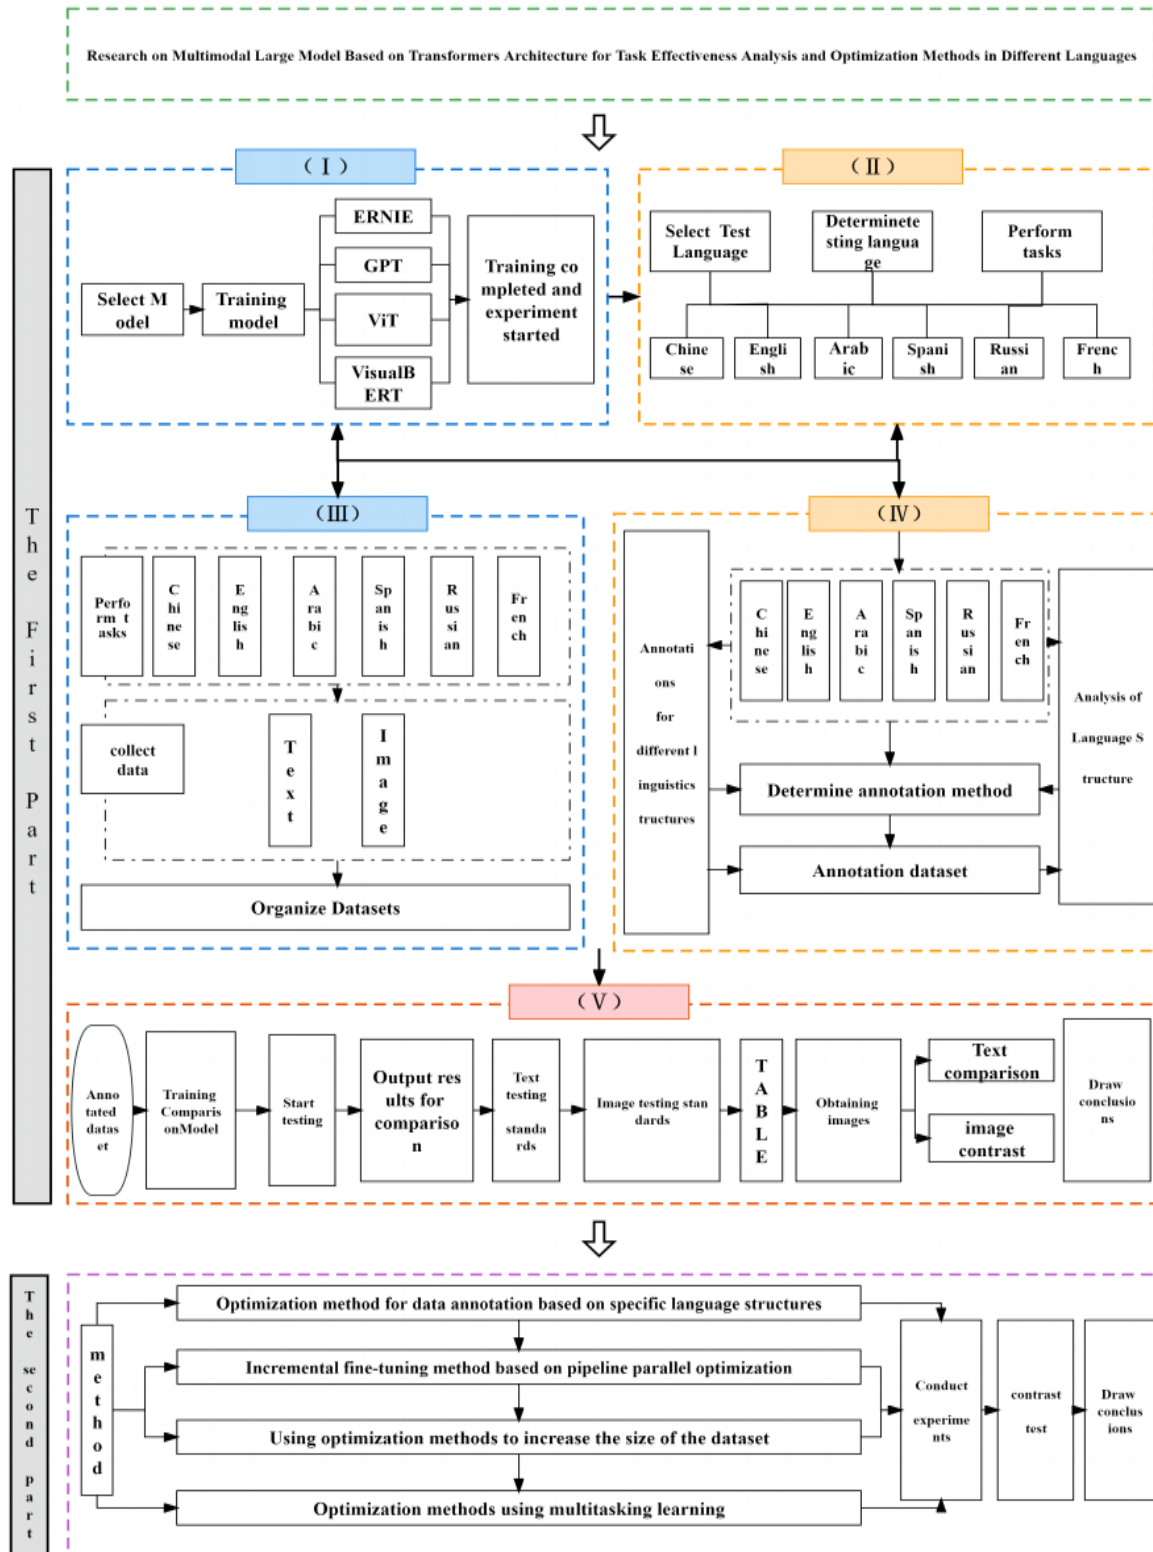 Research on Multimodal Large Model Based on Transformers Architecture for Task Effectiveness Analysis and Optimization Methods in Different Languages
The First Part
（Ⅰ）
Select M
odel
Training
model
ERNIE
GPT
ViT
VisualB
ERT
Training co
mpleted and
experiment
started
（Ⅱ）
Select Test
Language
Determinete
sting langua
ge
Perform
tasks
Chine
se
Engli
sh
Arab
ic
Spani
sh
Russi
an
Frenc
h
（Ⅲ）
Perfo
rm t
asks
C
hi
ne
se
E
ng
lis
h
A
ra
bi
c
Sp
an
is
h
R
us
si
an
Fr
en
ch
collect
data
T
e
x
t
I
m
a
g
e
Organize Datasets
（Ⅳ）
Annotati
ons
for
different l
inguistics
tructures
C
hi
ne
se
E
ng
lis
h
A
ra
bi
c
Sp
an
is
h
R
us
si
an
Fr
en
ch
Determine annotation method
Annotation dataset
Analysis of
Language S
tructure
（Ⅴ）
Anno
tated
datas
et
Training
Comparis
onModel
Start
testing
Output res
ults for
compariso
n
Text
testing
standa
rds
Image testing stan
dards
T
A
B
L
E
Obtaining
images
Text
comparison
image
contrast
Draw
conclusio
ns
The second part
m
e
t
h
o
d
Optimization method for data annotation based on specific language structures
Incremental fine-tuning method based on pipeline parallel optimization
Using optimization methods to increase the size of the dataset
Optimization methods using multitasking learning
Conduct
experime
nts
contrast
test
Draw
conclus
ions